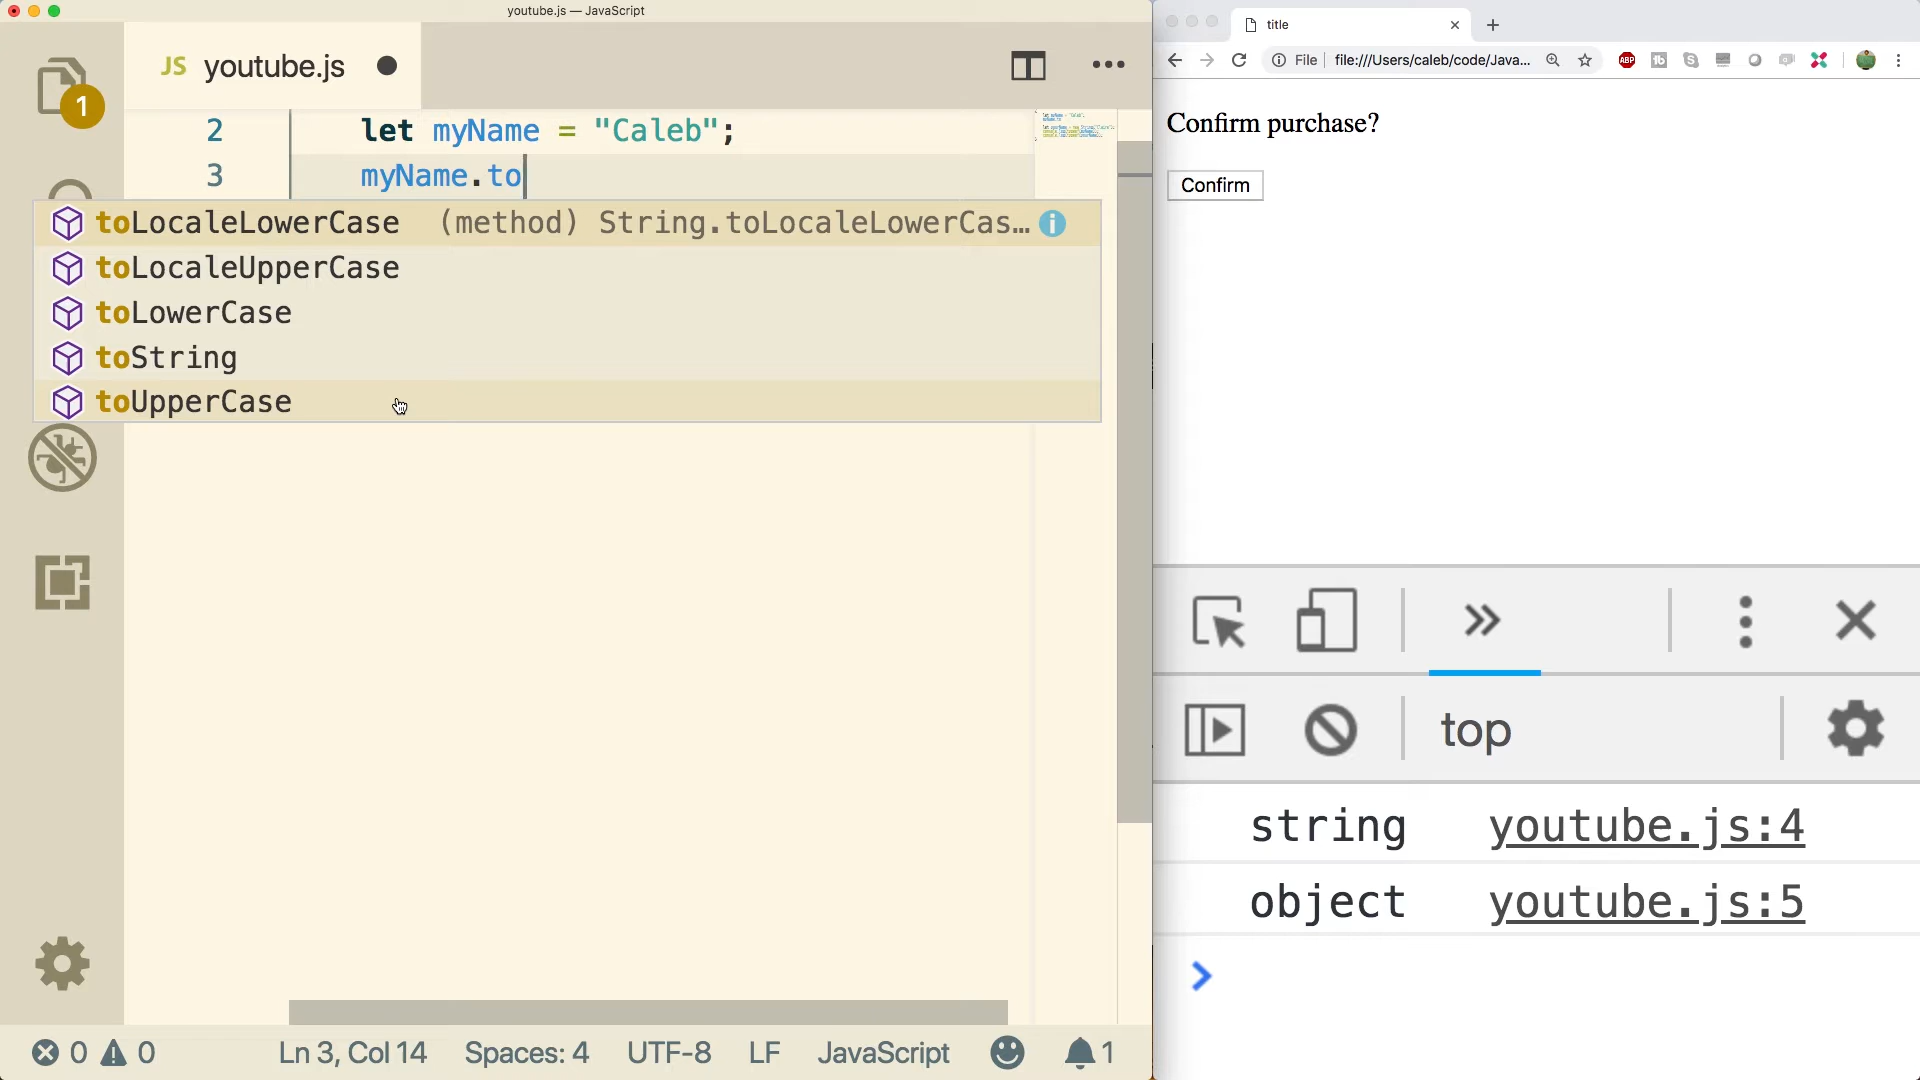 youtube.js — JavaScript
JS youtube.js
1
2 let myName = "Caleb";
3 myName.to
toLocaleLowerCase (method) String.toLocaleLowerCas…
toLocaleUpperCase
toLowerCase
toString
toUpperCase
0 0 Ln 3, Col 14 Spaces: 4 UTF-8 LF JavaScript 1
title
File file:///Users/caleb/code/Java...
ABP
Confirm purchase?
Confirm
top
string youtube.js:4
object youtube.js:5